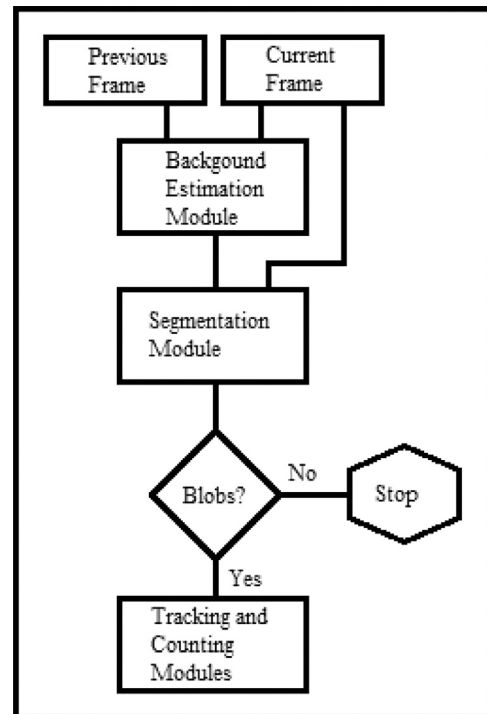 Previous
Frame
Current
Frame
Backgound
Estimation
Module
Segmentation
Module
Blobs?
No
Stop
Yes
Tracking and
Counting
Modules